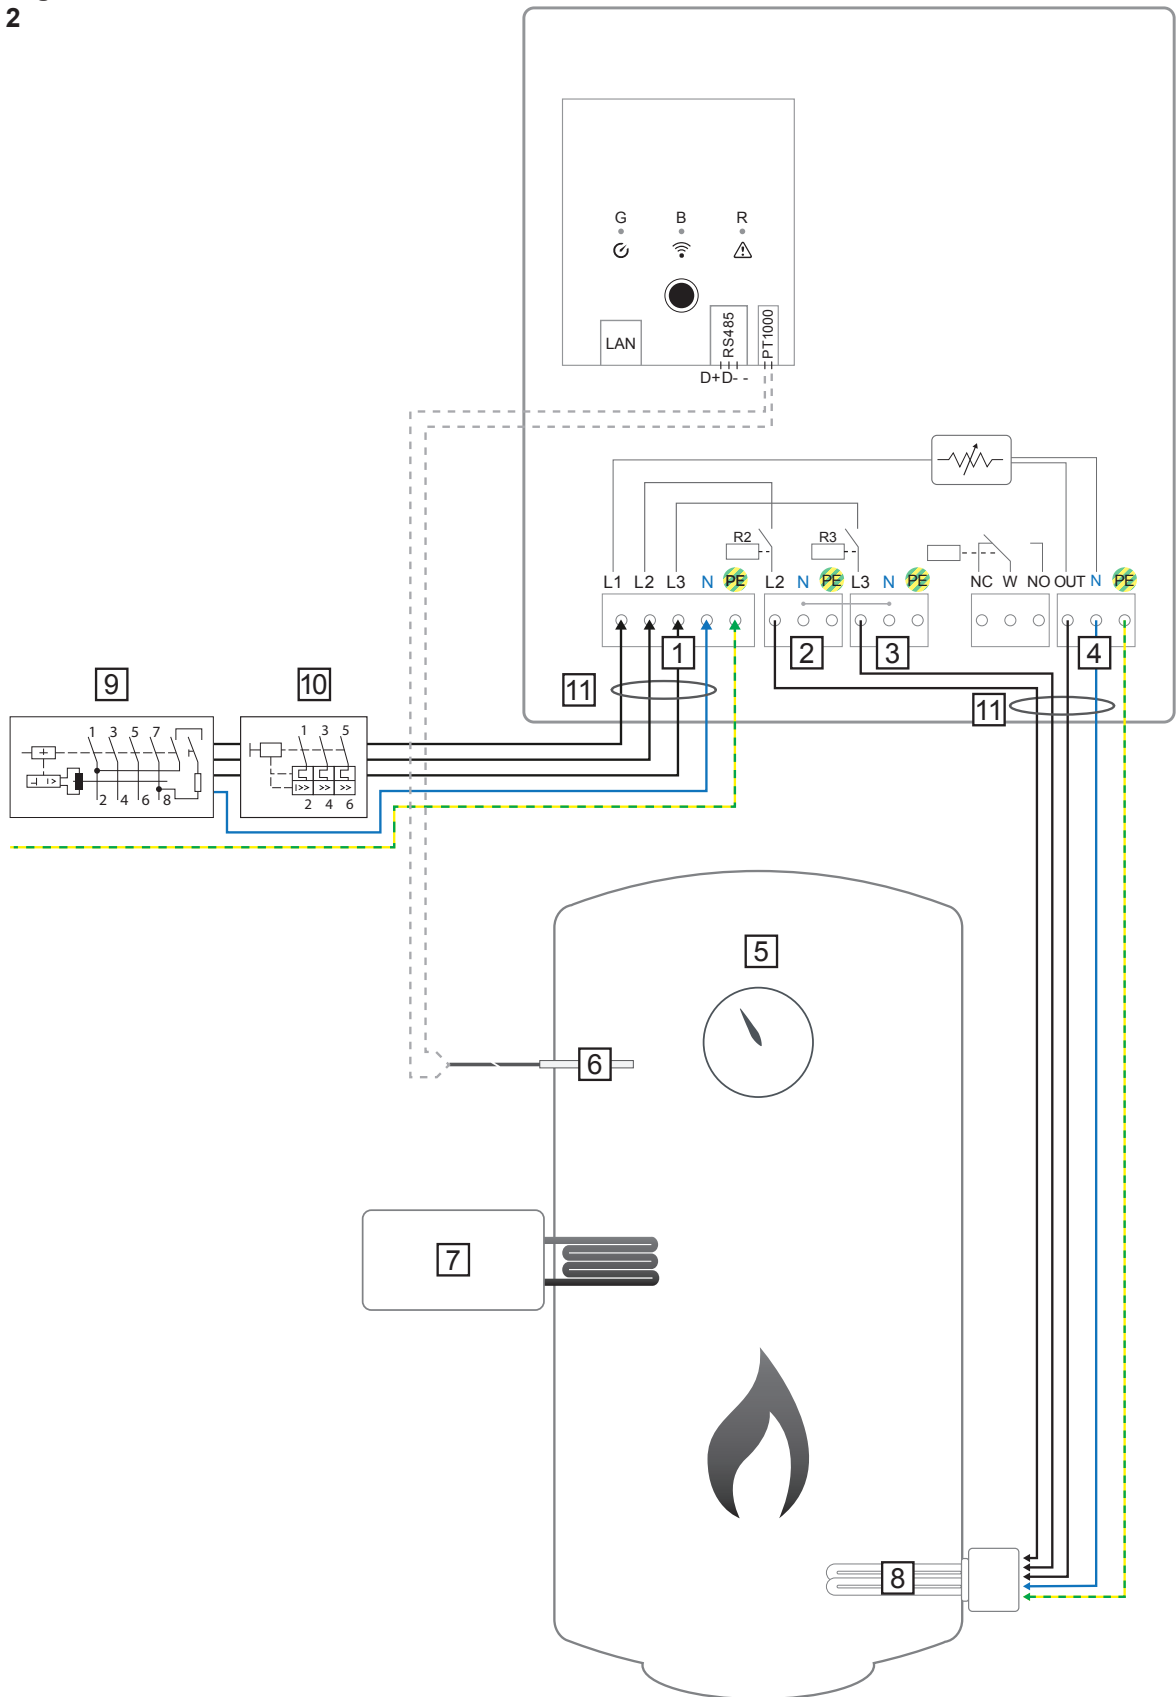 2
G B R
LAN
RS485
PT1000
D+D- -
R2 R3
L1 L2 L3 N PE L2 N PE L3 N PE NC W NO OUT N PE
1 2 3 4
11
11
9 10
1 3 5 7
2 4 6 8
I>
1 3 5
I>> >> >>
2 4 6
5
6
7
8